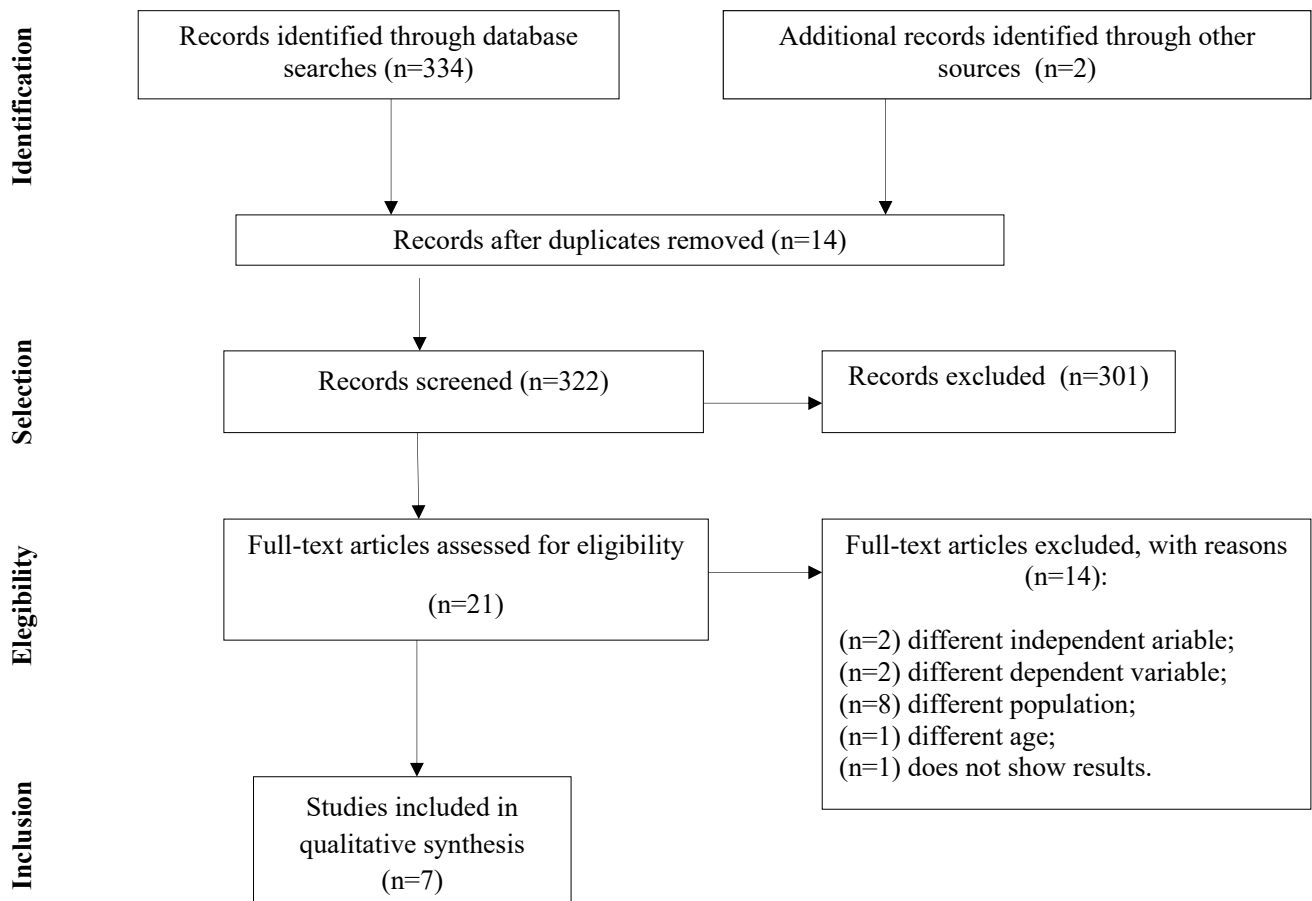 Identification
Records identified through database
searches (n=334)
Additional records identified through other
sources (n=2)
Records after duplicates removed (n=14)
Selection
Records screened (n=322)
Records excluded (n=301)
Elegibility
Full-text articles assessed for eligibility
(n=21)
Full-text articles excluded, with reasons
(n=14):
(n=2) different independent ariable;
(n=2) different dependent variable;
(n=8) different population;
(n=1) different age;
(n=1) does not show results.
Inclusion
Studies included in
qualitative synthesis
(n=7)